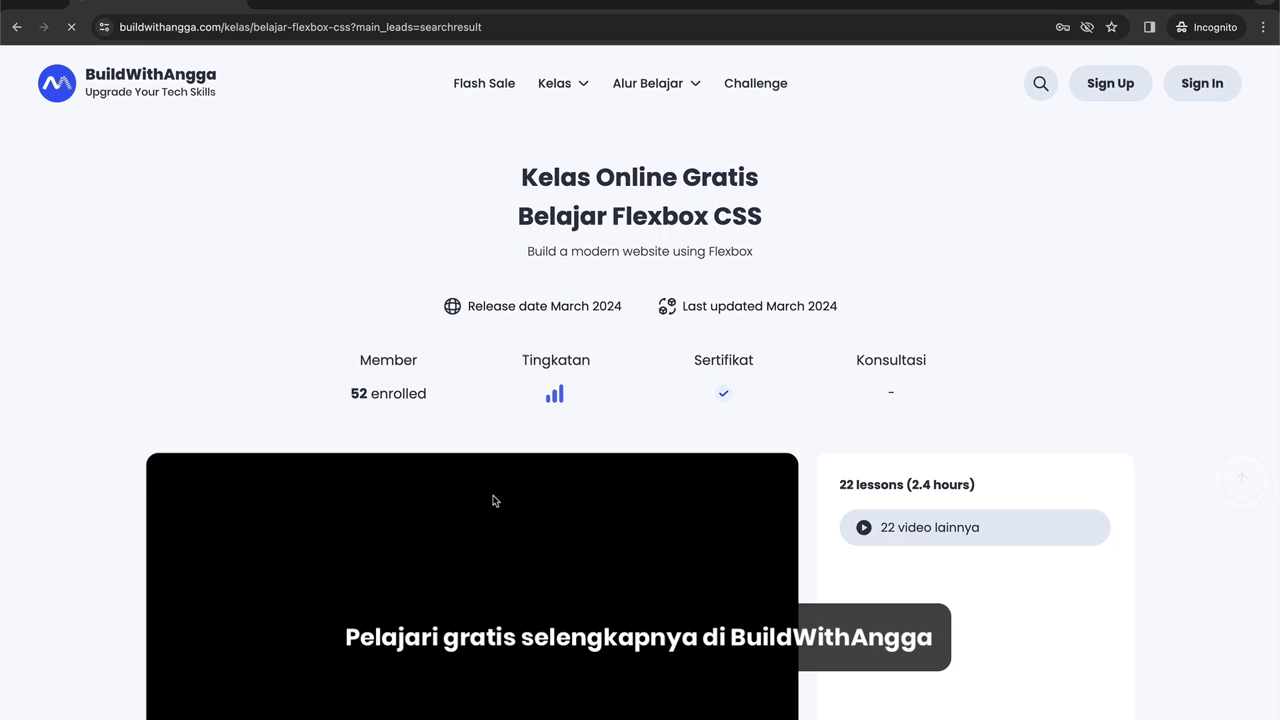 buildwithangga.com/kelas/belajar-flexbox-css?main_leads=searchresult
Incognito
BuildWithAngga
Upgrade Your Tech Skills
Flash Sale
Kelas
Alur Belajar
Challenge
Sign Up
Sign In
Kelas Online Gratis
Belajar Flexbox CSS
Build a modern website using Flexbox
Release date March 2024
Last updated March 2024
Member
Tingkatan
Sertifikat
Konsultasi
52 enrolled
-
22 lessons (2.4 hours)
22 video lainnya
Pelajari gratis selengkapnya di BuildWithAngga